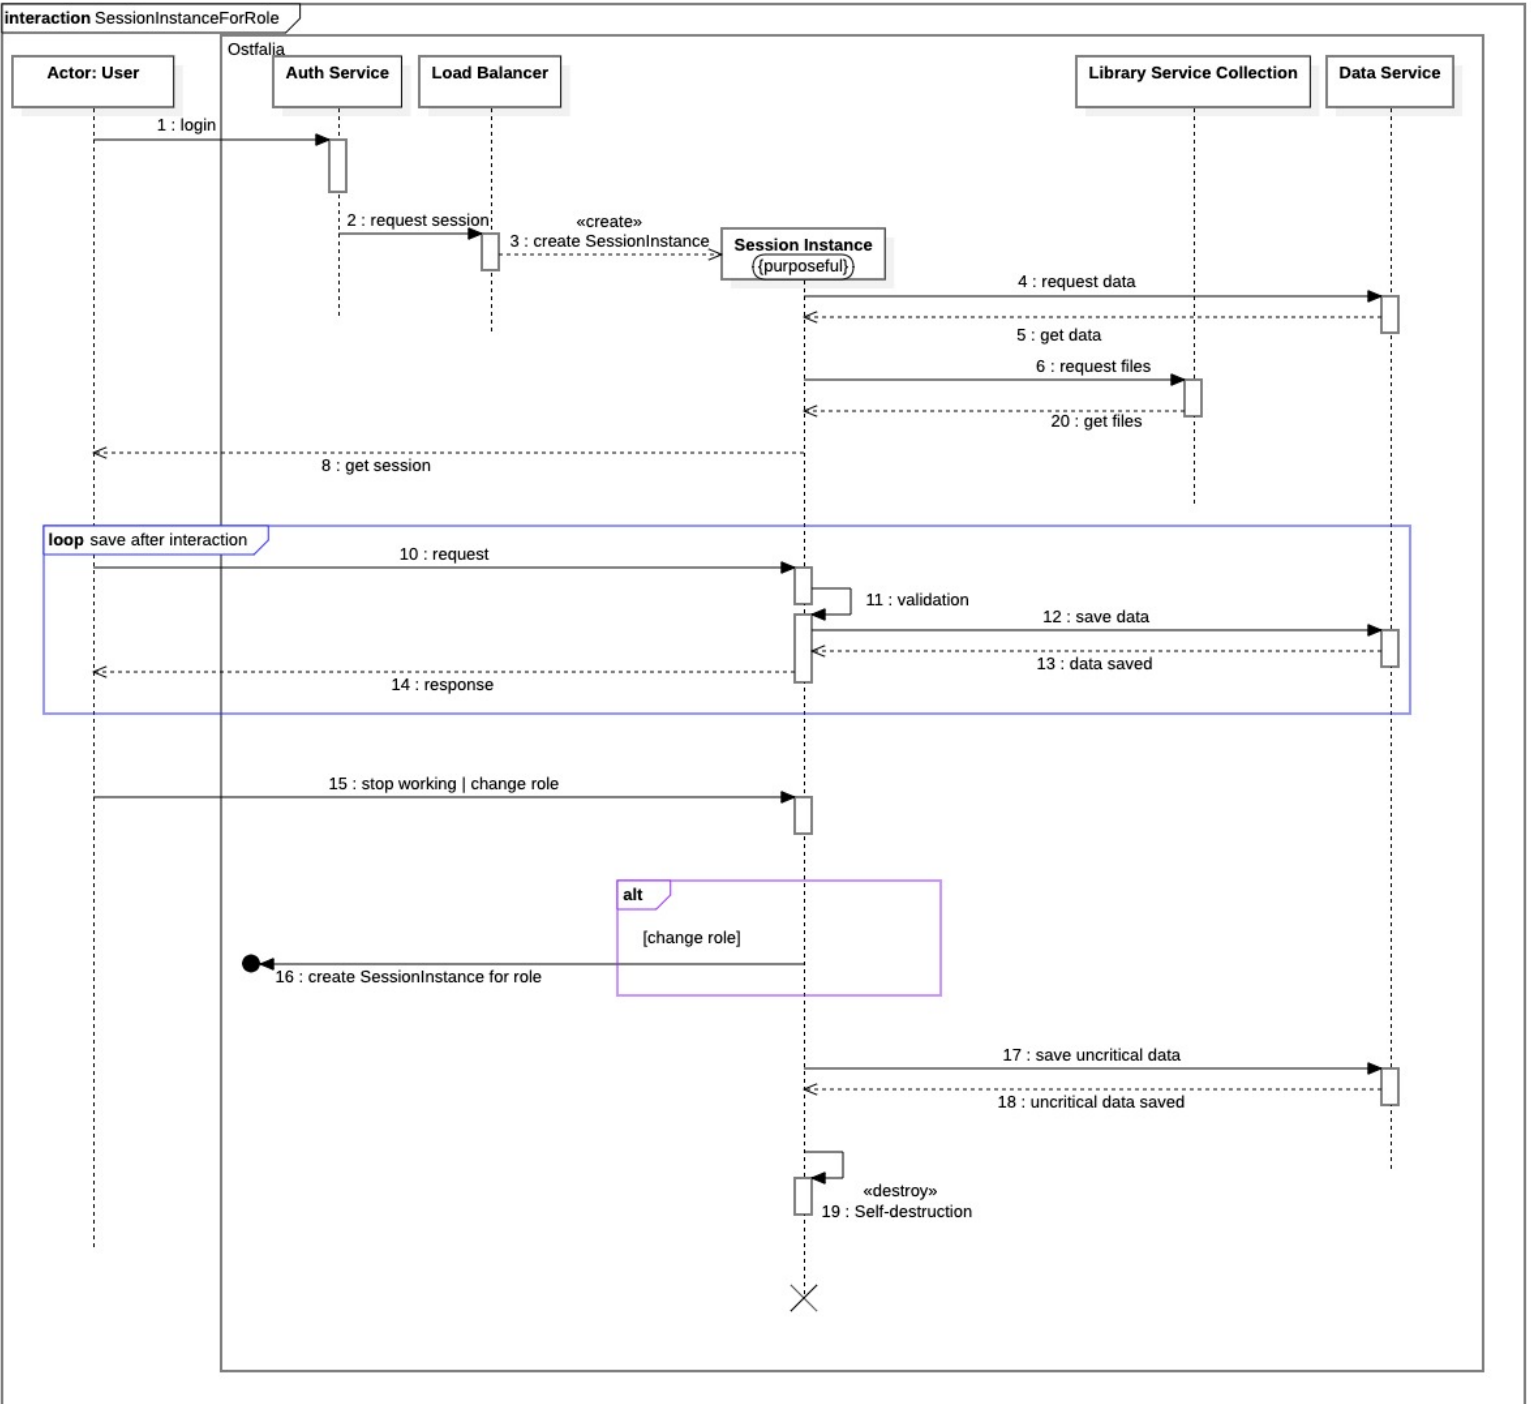 interaction SessionInstanceForRole
Ostfalia
Actor: User
Auth Service
Load Balancer
Library Service Collection
Data Service
1 : login
2 : request session
«create»
3 : create SessionInstance
Session Instance
{{purposeful}}
4 : request data
5 : get data
6 : request files
20 : get files
8 : get session
loop save after interaction
10 : request
11 : validation
12 : save data
13 : data saved
14 : response
15 : stop working | change role
alt
[change role]
16 : create SessionInstance for role
17 : save uncritical data
18 : uncritical data saved
«destroy»
19 : Self-destruction